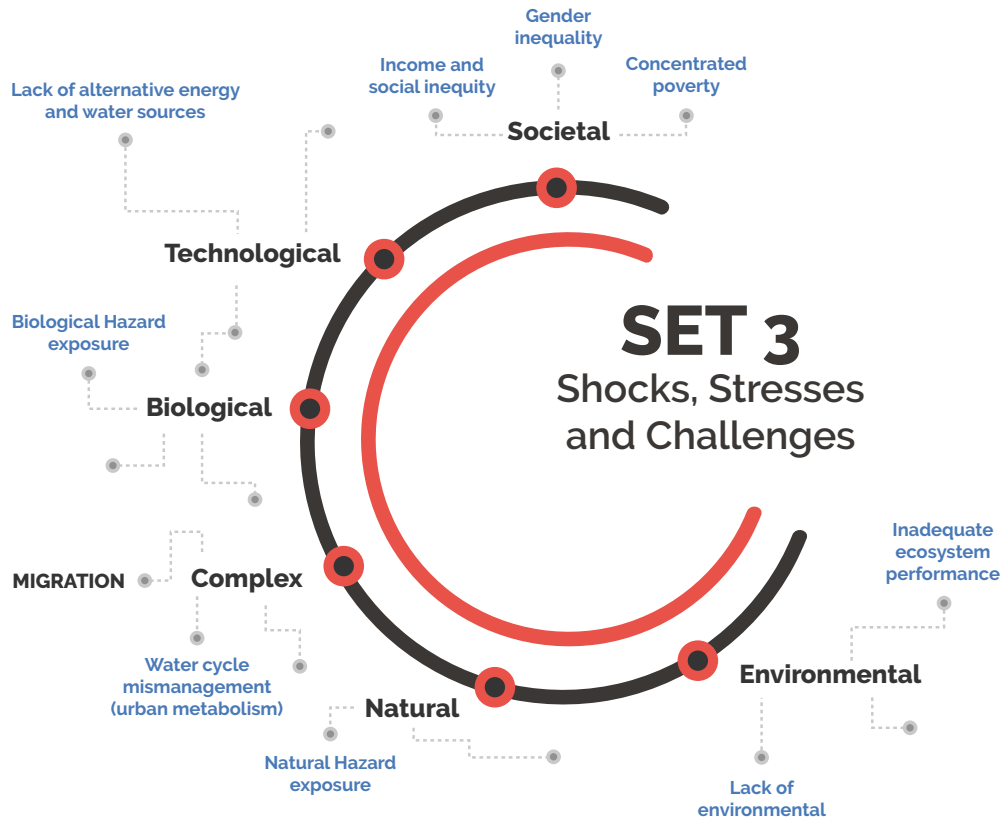 Gender
inequality
Income and
social inequity
Concentrated
poverty
Lack of alternative energy
and water sources
Societal
Technological
Biological Hazard
exposure
SET 3
Shocks, Stresses
and Challenges
Biological
Inadequate
ecosystem
performance
MIGRATION
Complex
Water cycle
mismanagement
(urban metabolism)
Environmental
Natural
Natural Hazard
exposure
Lack of
environmental